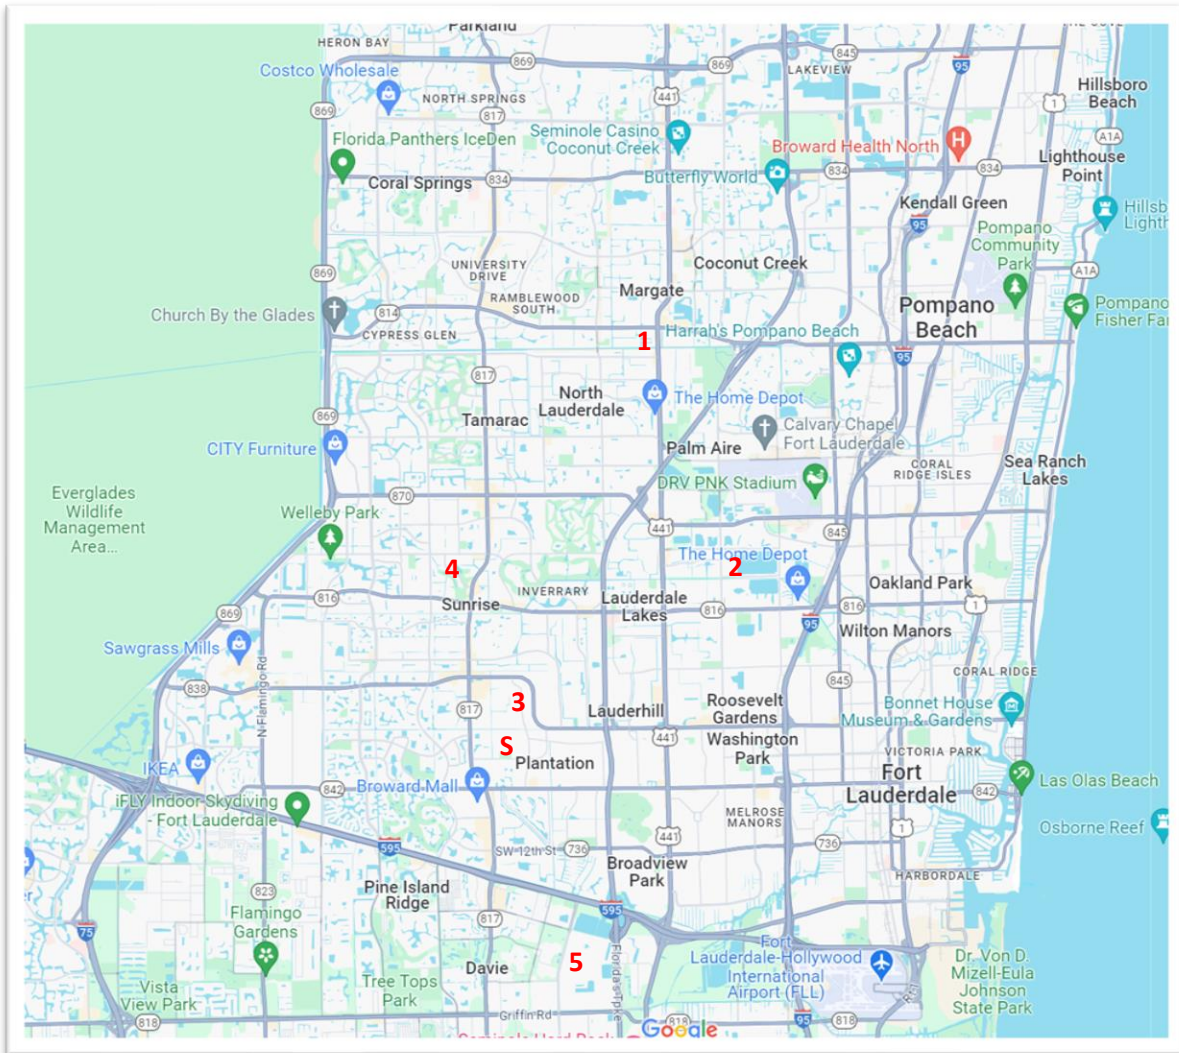 Parkland
HERON BAY
845
869
869
LAKEVIEW
95
Costco Wholesale
Hillsboro
Beach
441
1
869
NORTH SPRINGS
817
Seminole Casino
Coconut Creek
A1A
Florida Panthers IceDen
Broward Health North
H
Lighthouse
Point
834
834
Butterfly World
834
Coral Springs
Kendall Green
95
Pompano
Community
Park
UNIVERSITY
DRIVE
Coconut Creek
869
A1A
Margate
RAMBLEWOOD
SOUTH
Pompano
Beach
Pompano
Church By the Glades
814
CYPRESS GLEN
1
Harrah's Pompano Beach
95
817
North
Lauderdale
The Home Depot
869
Tamarac
Calvary Chapel
Fort Lauderdale
CITY Furniture
Palm Aire
CORAL
RIDGE ISLES
Sea Ranch
Lakes
DRV PNK Stadium
Everglades
Wildlife
Management
Area...
870
Welleby Park
441
845
The Home Depot
4
2
Oakland Park
INVERRARY
Lauderdale
Lakes
816
Sunrise
816
816
1
869
95
Wilton Manors
Sawgrass Mills
CORAL RIDGE
N Flamingo Rd
838
845
3
817
Lauderhill
Roosevelt
Gardens
Bonnet House
Museum & Gardens
441
Washington
Park
S
VICTORIA PARK
Plantation
IKEA
Fort
Lauderdale
Las Olas Beach
842
Broward Mall
842
iFLY Indoor Skydiving
- Fort Lauderdale
MELROSE
MANORS
Osborne Reef
441
1
595
SW 12th St
736
736
Broadview
Park
HARBORDALE
Pine Island
Ridge
823
Flamingo
Gardens
817
595
75
Fort
Lauderdale-Hollywood
International
Airport (FLL)
Davie
5
Dr. Von D.
Mizell-Eula
Johnson
State Park
Vista
View Park
Tree Tops
Park
818
Griffin Rd
Google
818
95
818